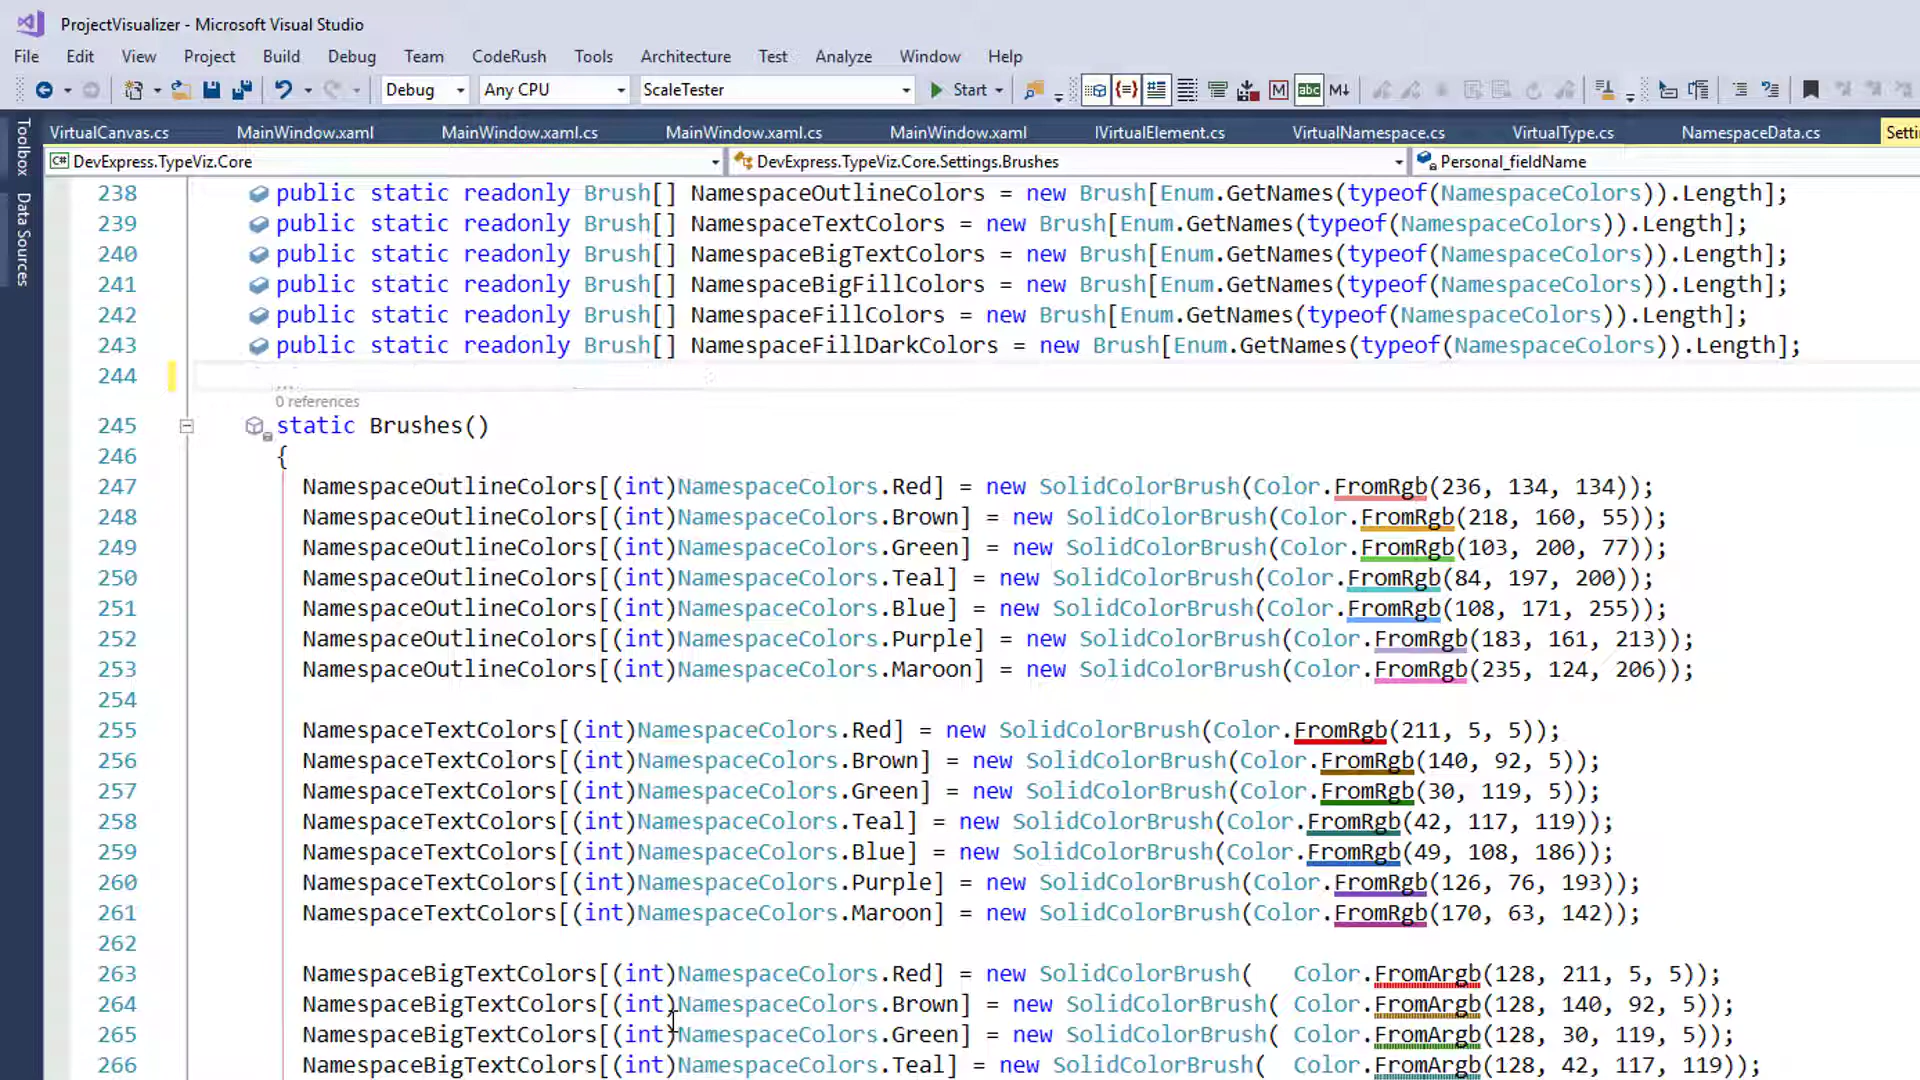 ProjectVisualizer - Microsoft Visual Studio
File Edit View Project Build Debug Team CodeRush Tools Architecture Test Analyze Window Help
Debug Any CPU ScaleTester Start M abc M↓
VirtualCanvas.cs MainWindow.xaml MainWindow.xaml.cs MainWindow.xaml.cs MainWindow.xaml IVirtualElement.cs VirtualNamespace.cs VirtualType.cs NamespaceData.cs Setti
C# DevExpress.TypeViz.Core DevExpress.TypeViz.Core.Settings.Brushes Personal_fieldName
Toolbox
Data Sources
238 public static readonly Brush[] NamespaceOutlineColors = new Brush[Enum.GetNames(typeof(NamespaceColors)).Length];
239 public static readonly Brush[] NamespaceTextColors = new Brush[Enum.GetNames(typeof(NamespaceColors)).Length];
240 public static readonly Brush[] NamespaceBigTextColors = new Brush[Enum.GetNames(typeof(NamespaceColors)).Length];
241 public static readonly Brush[] NamespaceBigFillColors = new Brush[Enum.GetNames(typeof(NamespaceColors)).Length];
242 public static readonly Brush[] NamespaceFillColors = new Brush[Enum.GetNames(typeof(NamespaceColors)).Length];
243 public static readonly Brush[] NamespaceFillDarkColors = new Brush[Enum.GetNames(typeof(NamespaceColors)).Length];
244
0 references
245 static Brushes()
246 {
247 NamespaceOutlineColors[(int)NamespaceColors.Red] = new SolidColorBrush(Color.FromRgb(236, 134, 134));
248 NamespaceOutlineColors[(int)NamespaceColors.Brown] = new SolidColorBrush(Color.FromRgb(218, 160, 55));
249 NamespaceOutlineColors[(int)NamespaceColors.Green] = new SolidColorBrush(Color.FromRgb(103, 200, 77));
250 NamespaceOutlineColors[(int)NamespaceColors.Teal] = new SolidColorBrush(Color.FromRgb(84, 197, 200));
251 NamespaceOutlineColors[(int)NamespaceColors.Blue] = new SolidColorBrush(Color.FromRgb(108, 171, 255));
252 NamespaceOutlineColors[(int)NamespaceColors.Purple] = new SolidColorBrush(Color.FromRgb(183, 161, 213));
253 NamespaceOutlineColors[(int)NamespaceColors.Maroon] = new SolidColorBrush(Color.FromRgb(235, 124, 206));
254
255 NamespaceTextColors[(int)NamespaceColors.Red] = new SolidColorBrush(Color.FromRgb(211, 5, 5));
256 NamespaceTextColors[(int)NamespaceColors.Brown] = new SolidColorBrush(Color.FromRgb(140, 92, 5));
257 NamespaceTextColors[(int)NamespaceColors.Green] = new SolidColorBrush(Color.FromRgb(30, 119, 5));
258 NamespaceTextColors[(int)NamespaceColors.Teal] = new SolidColorBrush(Color.FromRgb(42, 117, 119));
259 NamespaceTextColors[(int)NamespaceColors.Blue] = new SolidColorBrush(Color.FromRgb(49, 108, 186));
260 NamespaceTextColors[(int)NamespaceColors.Purple] = new SolidColorBrush(Color.FromRgb(126, 76, 193));
261 NamespaceTextColors[(int)NamespaceColors.Maroon] = new SolidColorBrush(Color.FromRgb(170, 63, 142));
262
263 NamespaceBigTextColors[(int)NamespaceColors.Red] = new SolidColorBrush( Color.FromArgb(128, 211, 5, 5));
264 NamespaceBigTextColors[(int)NamespaceColors.Brown] = new SolidColorBrush( Color.FromArgb(128, 140, 92, 5));
265 NamespaceBigTextColors[(int)NamespaceColors.Green] = new SolidColorBrush( Color.FromArgb(128, 30, 119, 5));
266 NamespaceBigTextColors[(int)NamespaceColors.Teal] = new SolidColorBrush( Color.FromArgb(128, 42, 117, 119));